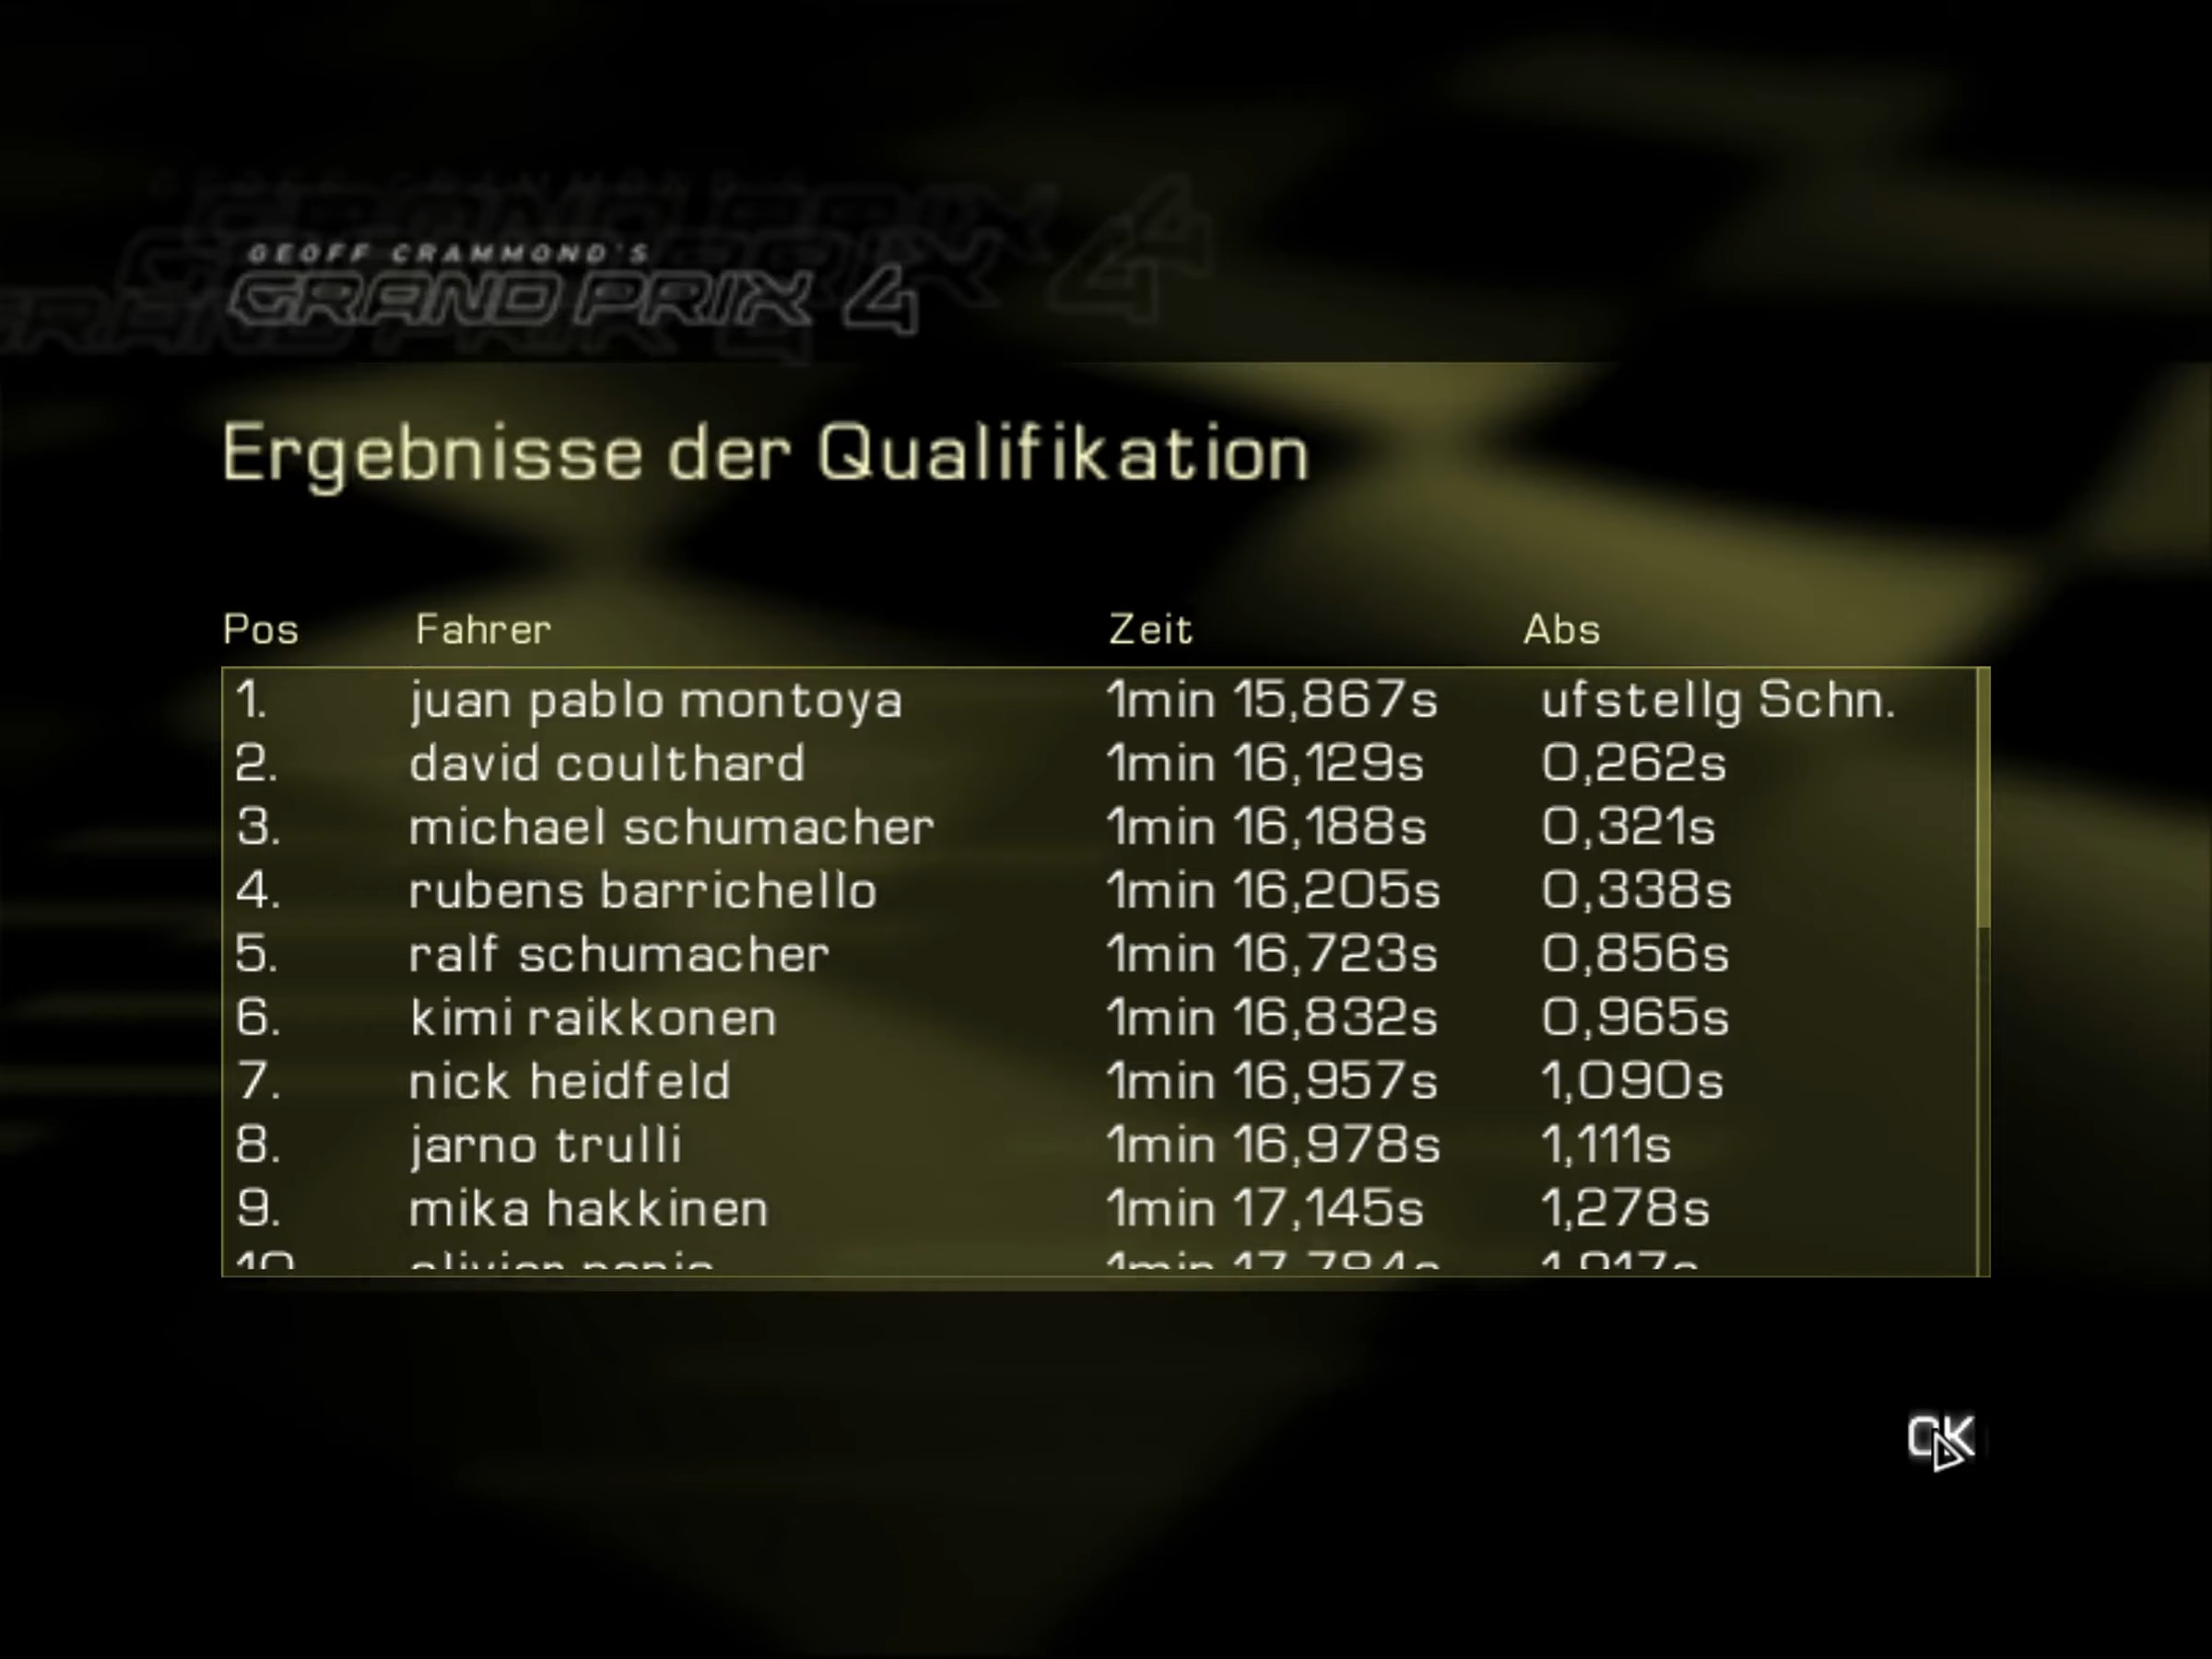 GEOFF CRAMMOND'S
GRAND PRIX 4
Ergebnisse der Qualifikation
Pos Fahrer Zeit Abs
1. juan pablo montoya 1min 15,867s ufstellg Schn.
2. david coulthard 1min 16,129s 0,262s
3. michael schumacher 1min 16,188s 0,321s
4. rubens barrichello 1min 16,205s 0,338s
5. ralf schumacher 1min 16,723s 0,856s
6. kimi raikkonen 1min 16,832s 0,965s
7. nick heidfeld 1min 16,957s 1,090s
8. jarno trulli 1min 16,978s 1,111s
9. mika hakkinen 1min 17,145s 1,278s
10 olivier panis 1min
OK